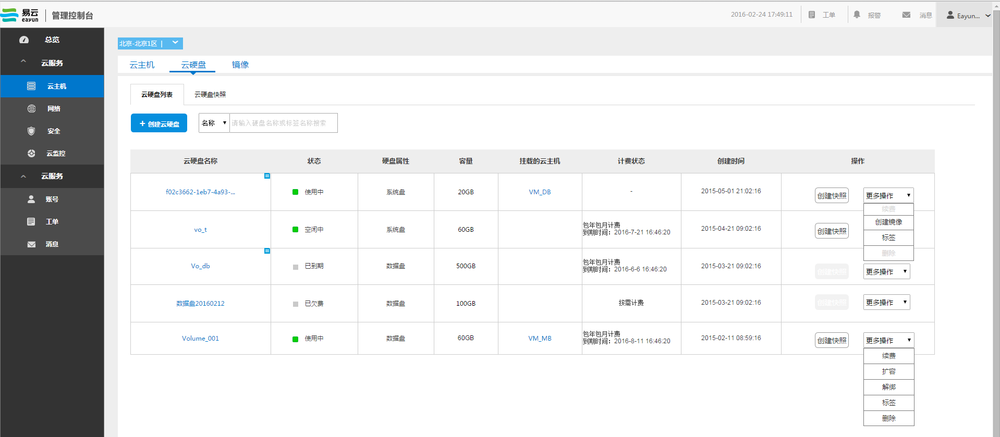 易云 eayun 管理控制台
2016-02-24 17:49:11 工单 报警 消息 Eayun...
总览
云服务
云主机
网络
安全
云监控
云服务
账号
工单
消息
北京-北京1区 |
云主机 云硬盘 镜像
云硬盘列表 云硬盘快照
+ 创建云硬盘 名称 请输入硬盘名称或标签名称搜索
云硬盘名称 状态 硬盘属性 容量 挂载的云主机 计费状态 创建时间 操作
f02c3662-1eb7-4a93-... 使用中 系统盘 20GB VM_DB - 2015-05-01 21:02:16 创建快照 更多操作
续费
创建镜像
标签
删除
vo_t 空闲中 系统盘 60GB 包年包月计费
到期时间：2016-7-21 16:46:20 2015-04-21 09:02:16 创建快照
Vo_db 已到期 数据盘 500GB 包年包月计费
到期时间：2016-6-6 16:46:20 2015-03-21 09:02:16 创建快照 更多操作
数据盘20160212 已欠费 数据盘 100GB 按需计费 2015-03-21 09:02:16 创建快照 更多操作
Volume_001 使用中 数据盘 60GB VM_MB 包年包月计费
到期时间：2016-8-11 16:46:20 2015-02-11 08:59:16 创建快照 更多操作
续费
扩容
解绑
标签
删除